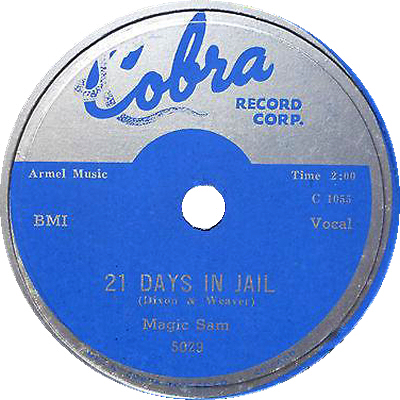 Cobra
RECORD
CORP.
Armel Music
Time 2:00
C 1055
BMI
Vocal
21 DAYS IN JAIL
(Dixon & Weaver)
Magic Sam
5029